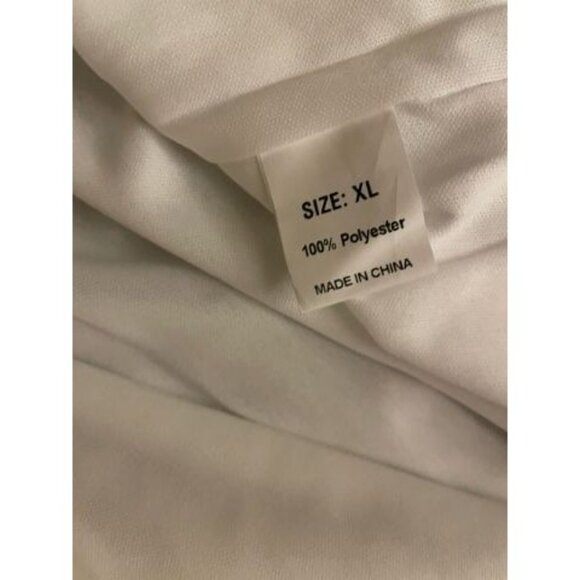 SIZE: XL
100% Polyester
MADE IN CHINA